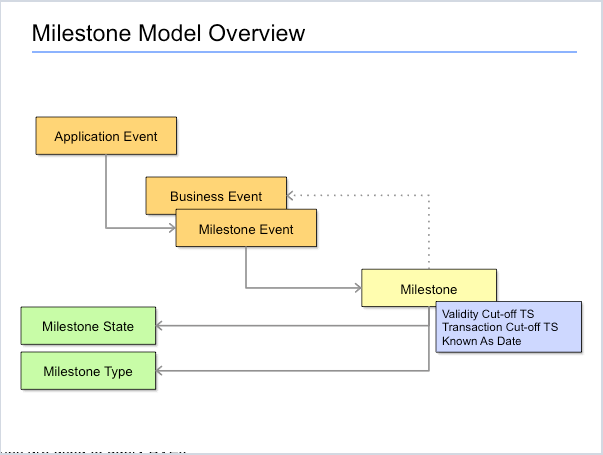 Milestone Model Overview
Application Event
Business Event
Milestone Event
Milestone
Validity Cut-off TS
Transaction Cut-off TS
Known As Date
Milestone State
Milestone Type